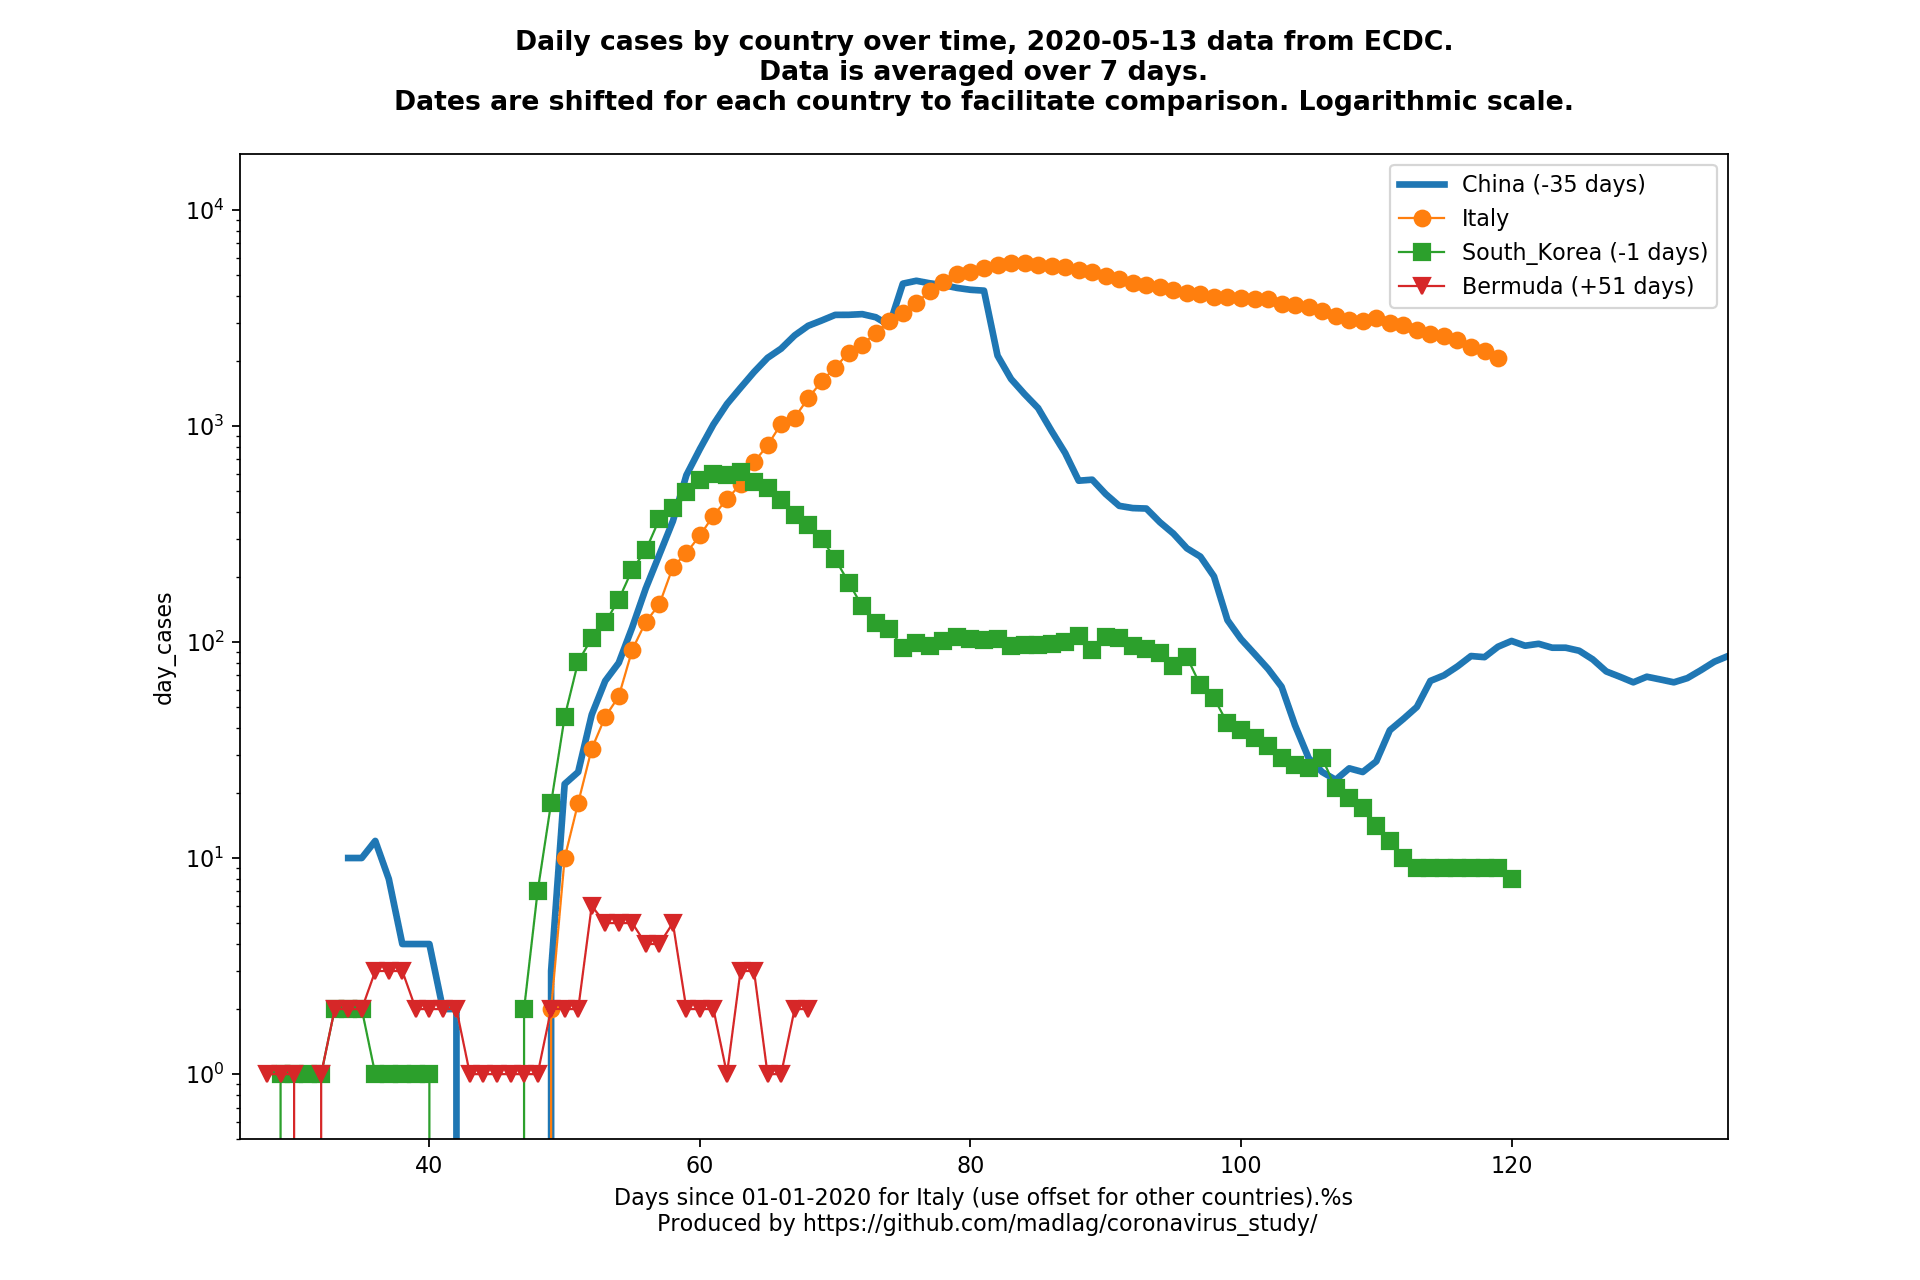 Daily cases by country over time, 2020-05-13 data from ECDC.
Data is averaged over 7 days.
Dates are shifted for each country to facilitate comparison. Logarithmic scale.
China (-35 days)
Italy
South_Korea (-1 days)
Bermuda (+51 days)
day_cases
10^4
10^3
10^2
10^1
10^0
40 60 80 100 120
Days since 01-01-2020 for Italy (use offset for other countries).%s
Produced by https://github.com/madlag/coronavirus_study/